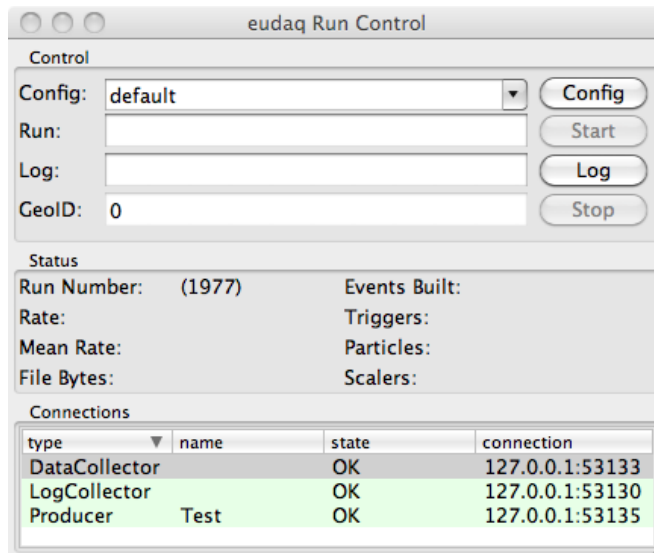 eudaq Run Control
Control
Config: default Config
Run: Start
Log: Log
GeoID: 0 Stop
Status
Run Number: (1977) Events Built:
Rate: Triggers:
Mean Rate: Particles:
File Bytes: Scalers:
Connections
type name state connection
DataCollector OK 127.0.0.1:53133
LogCollector OK 127.0.0.1:53130
Producer Test OK 127.0.0.1:53135